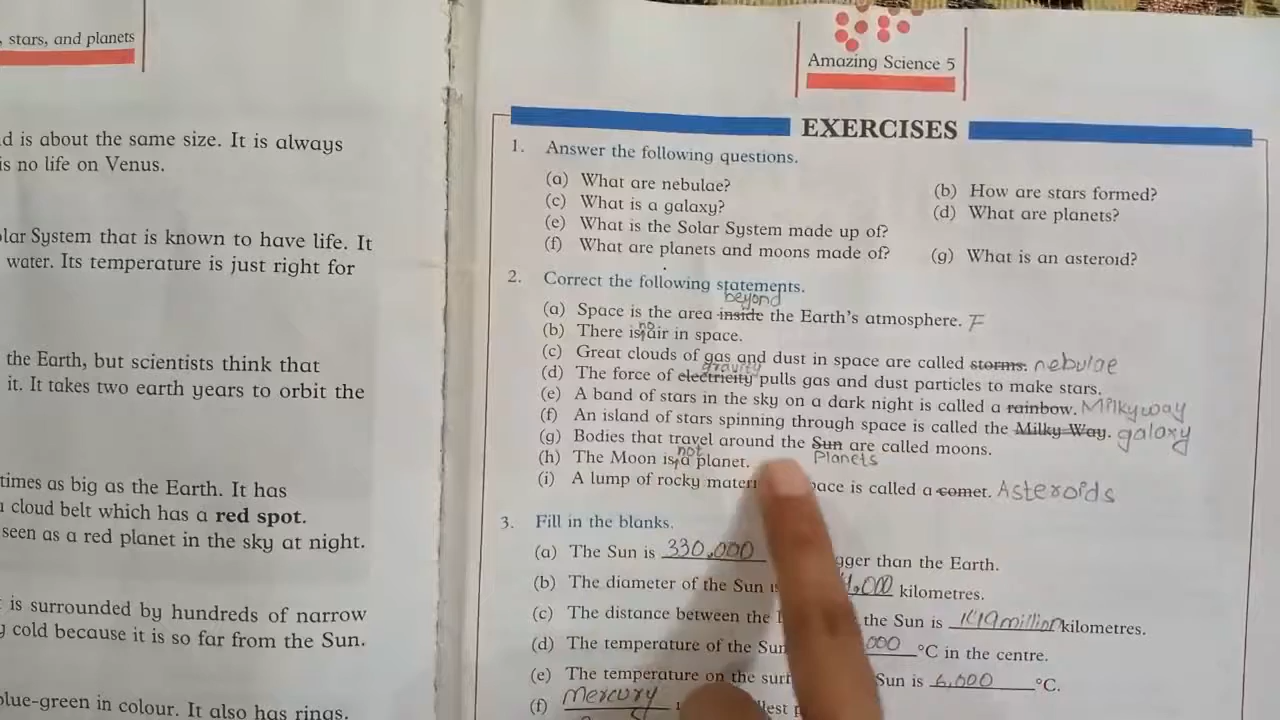 , stars, and planets
d is about the same size. It is always
is no life on Venus.
olar System that is known to have life. It
water. Its temperature is just right for
the Earth, but scientists think that
it. It takes two earth years to orbit the
times as big as the Earth. It has
a cloud belt which has a red spot.
seen as a red planet in the sky at night.
is surrounded by hundreds of narrow
y cold because it is so far from the Sun.
blue-green in colour. It also has rings.
Amazing Science 5
EXERCISES
1. Answer the following questions.
(a) What are nebulae? (b) How are stars formed?
(c) What is a galaxy? (d) What are planets?
(e) What is the Solar System made up of?
(f) What are planets and moons made of? (g) What is an asteroid?
2. Correct the following statements.
beyond
(a) Space is the area inside the Earth's atmosphere. F
no
(b) There is air in space.
(c) Great clouds of gas and dust in space are called storms. nebulae
gravity
(d) The force of electricity pulls gas and dust particles to make stars.
(e) A band of stars in the sky on a dark night is called a rainbow. Milkyway
(f) An island of stars spinning through space is called the Milky Way. galaxy
(g) Bodies that travel around the Sun are called moons.
Planets
not
(h) The Moon is a planet.
(i) A lump of rocky materi pace is called a comet. Asteroids
3. Fill in the blanks.
(a) The Sun is 330,000 gger than the Earth.
(b) The diameter of the Sun is ,000 kilometres.
(c) The distance between the the Sun is 149million kilometres.
(d) The temperature of the Sun 000 °C in the centre.
(e) The temperature on the surf Sun is 6,000 °C.
(f) Mercury llest p